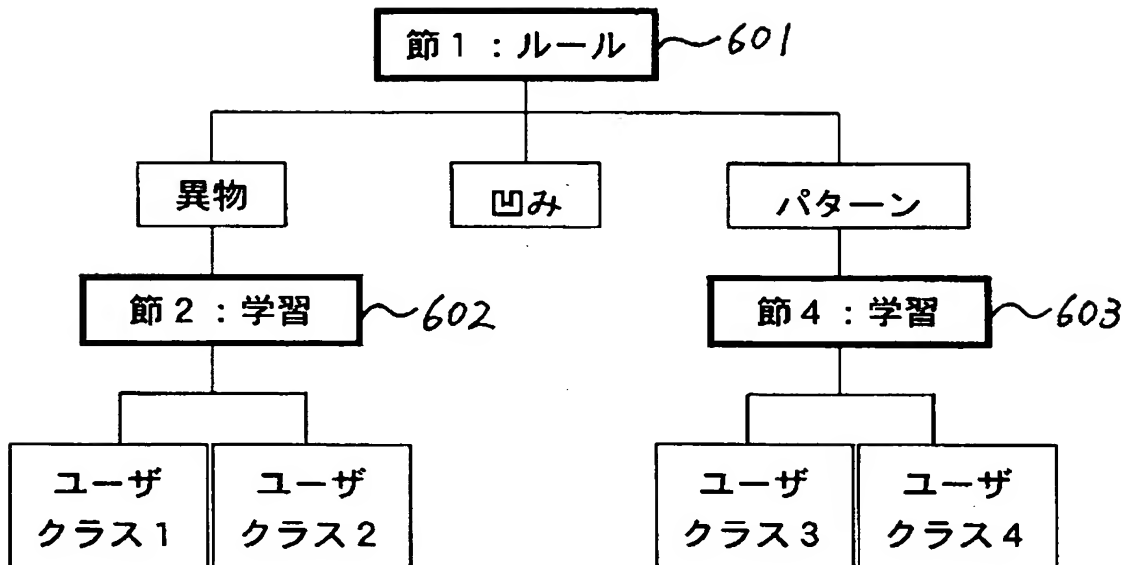 節1：ルール 601
異物 凹み パターン
節2：学習 602 節4：学習 603
ユーザ ユーザ ユーザ ユーザ
クラス1 クラス2 クラス3 クラス4